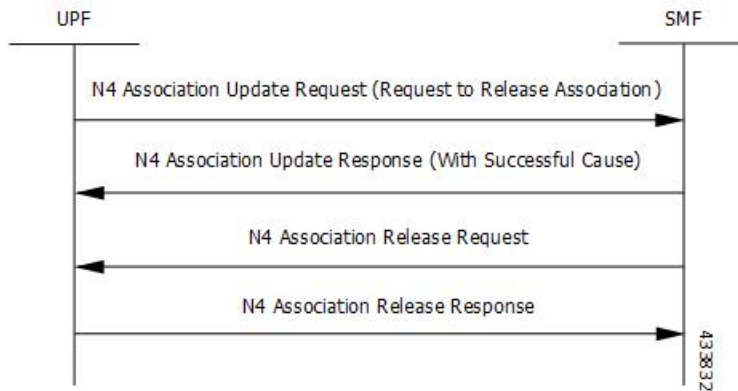 UPF
SMF
N4 Association Update Request (Request to Release Association)
N4 Association Update Response (With Successful Cause)
N4 Association Release Request
N4 Association Release Response
433832